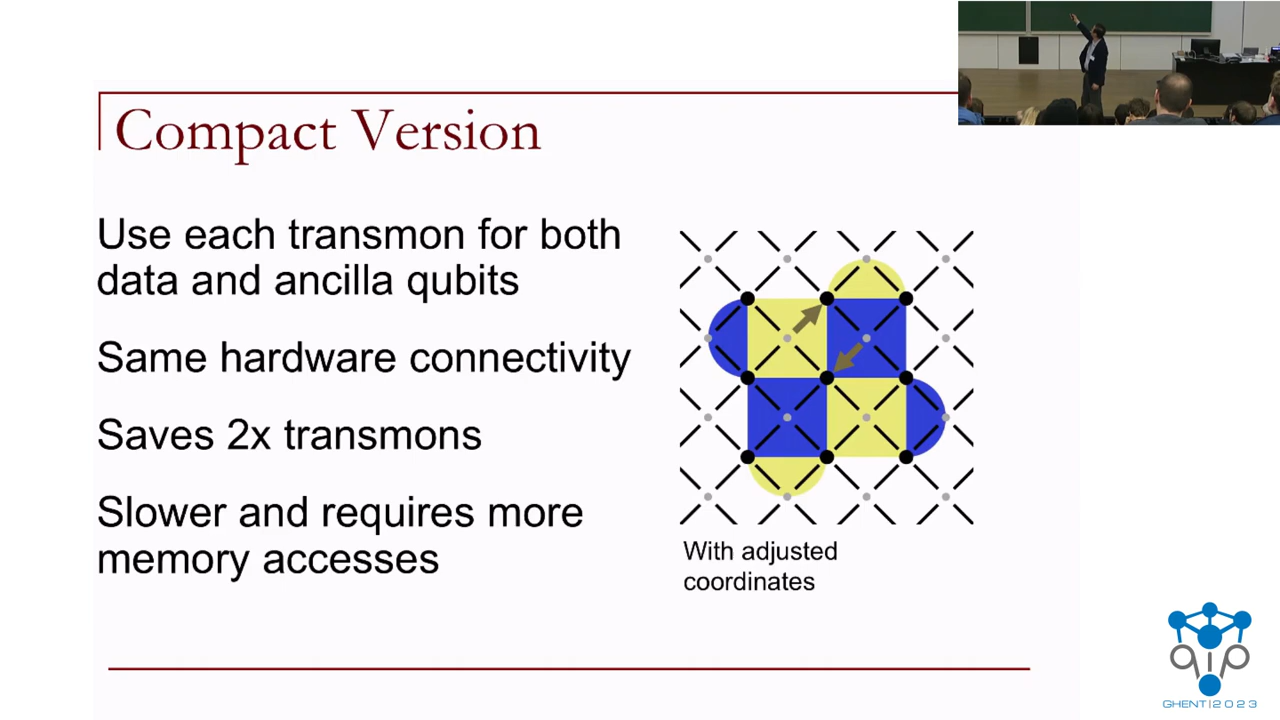 Compact Version
Use each transmon for both
data and ancilla qubits
Same hardware connectivity
Saves 2x transmons
Slower and requires more
memory accesses
With adjusted
coordinates
qip
GHENT|2023